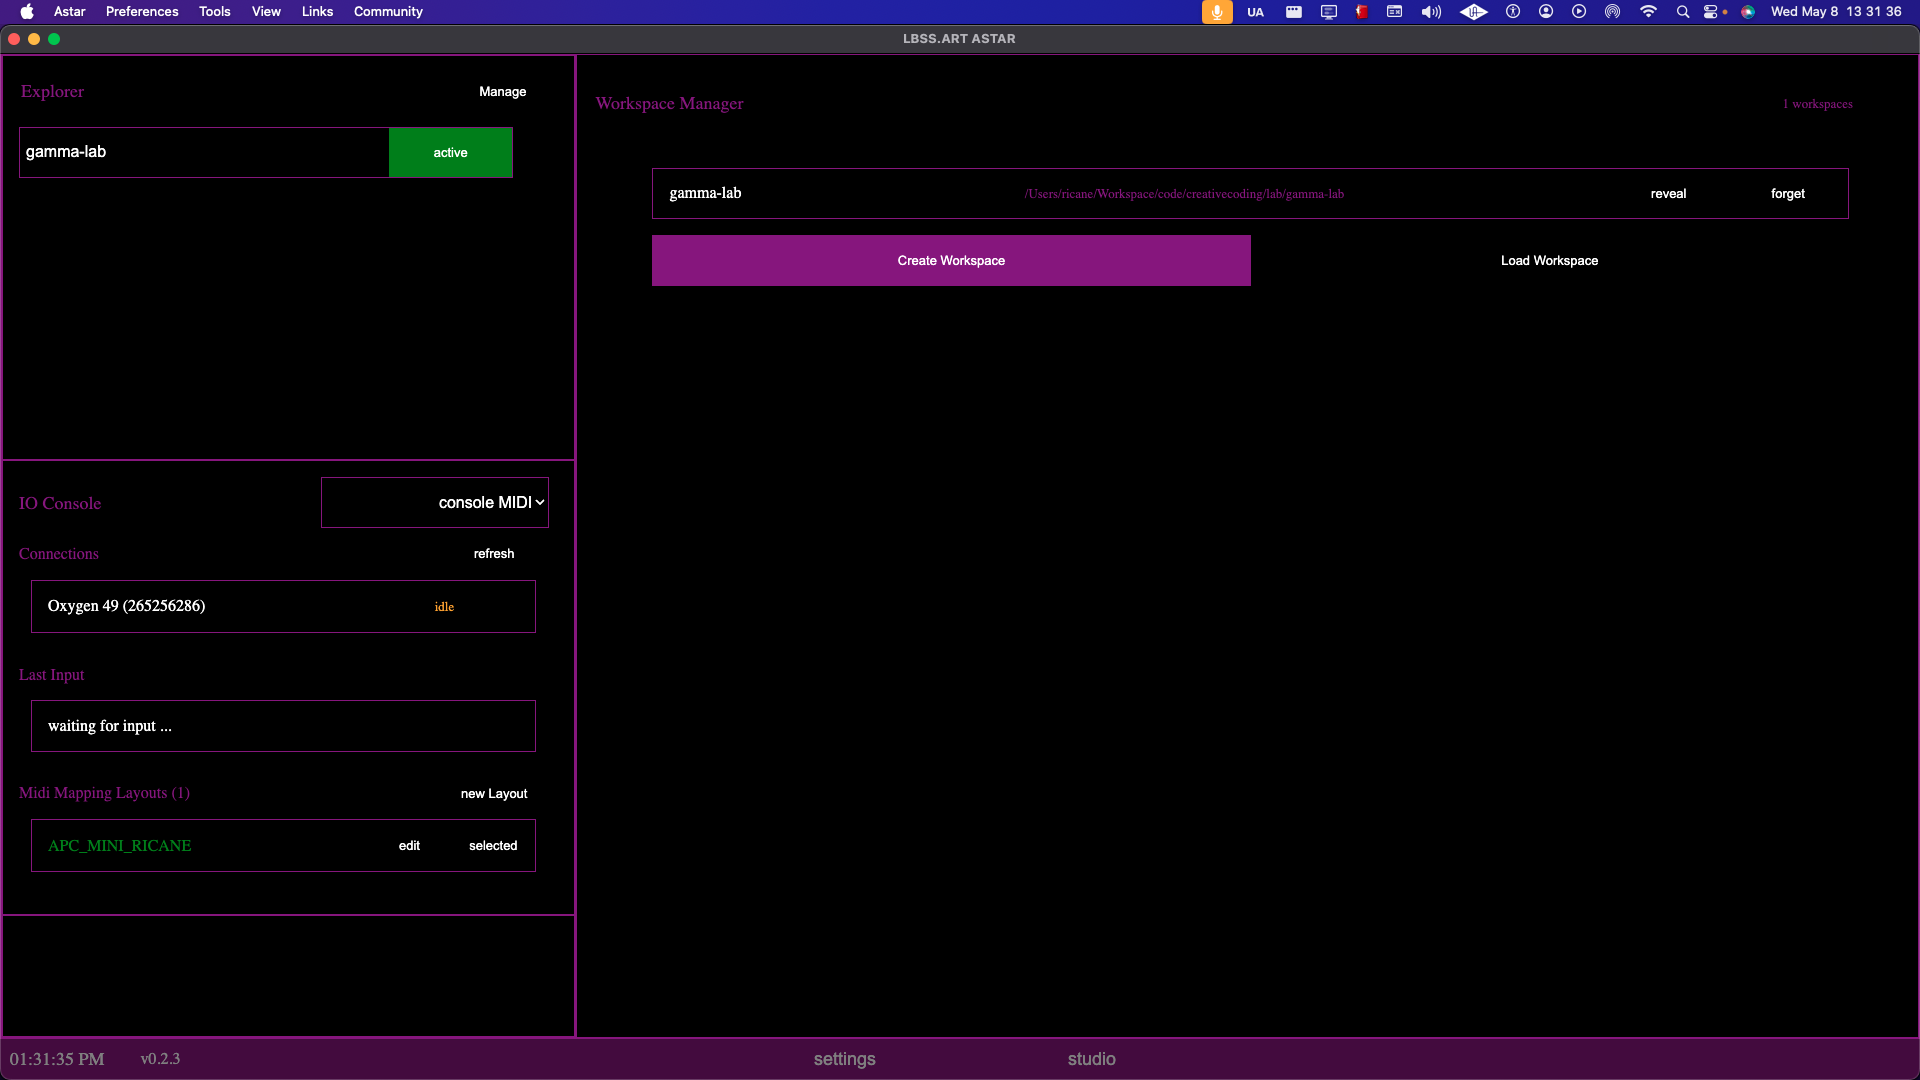 Astar Preferences Tools View Links Community UA Wed May 8 13 31 36
LBSS.ART ASTAR
Explorer Manage
gamma-lab active
IO Console console MIDI
Connections refresh
Oxygen 49 (265256286) idle
Last Input
waiting for input ...
Midi Mapping Layouts (1) new Layout
APC_MINI_RICANE edit selected
Workspace Manager 1 workspaces
gamma-lab /Users/ricane/Workspace/code/creativecoding/lab/gamma-lab reveal forget
Create Workspace Load Workspace
01:31:35 PM v0.2.3 settings studio